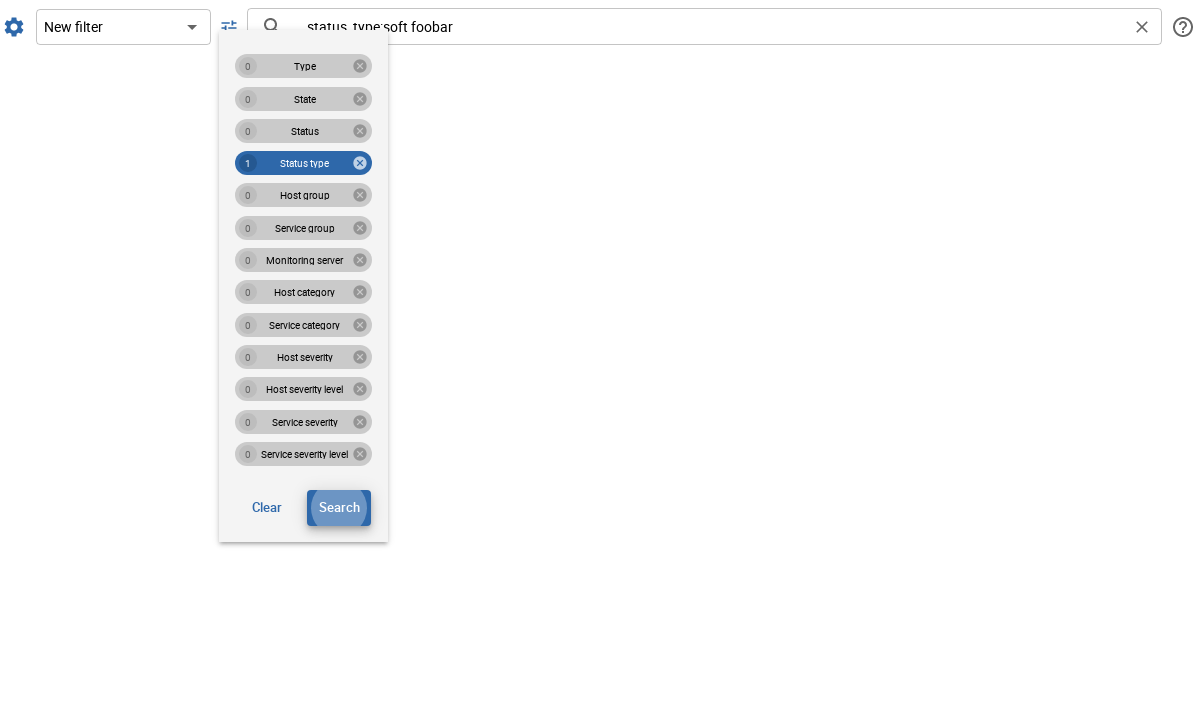 New filter
status_type:soft foobar
0 Type
0 State
0 Status
1 Status type
0 Host group
0 Service group
0 Monitoring server
0 Host category
0 Service category
0 Host severity
0 Host severity level
0 Service severity
0 Service severity level
Clear Search